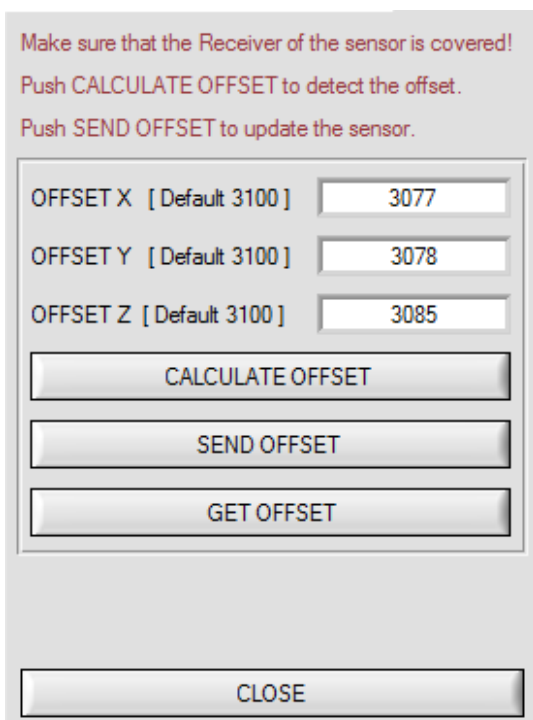 Make sure that the Receiver of the sensor is covered!
Push CALCULATE OFFSET to detect the offset.
Push SEND OFFSET to update the sensor.
OFFSET X [ Default 3100 ] 3077
OFFSET Y [ Default 3100 ] 3078
OFFSET Z [ Default 3100 ] 3085
CALCULATE OFFSET
SEND OFFSET
GET OFFSET
CLOSE